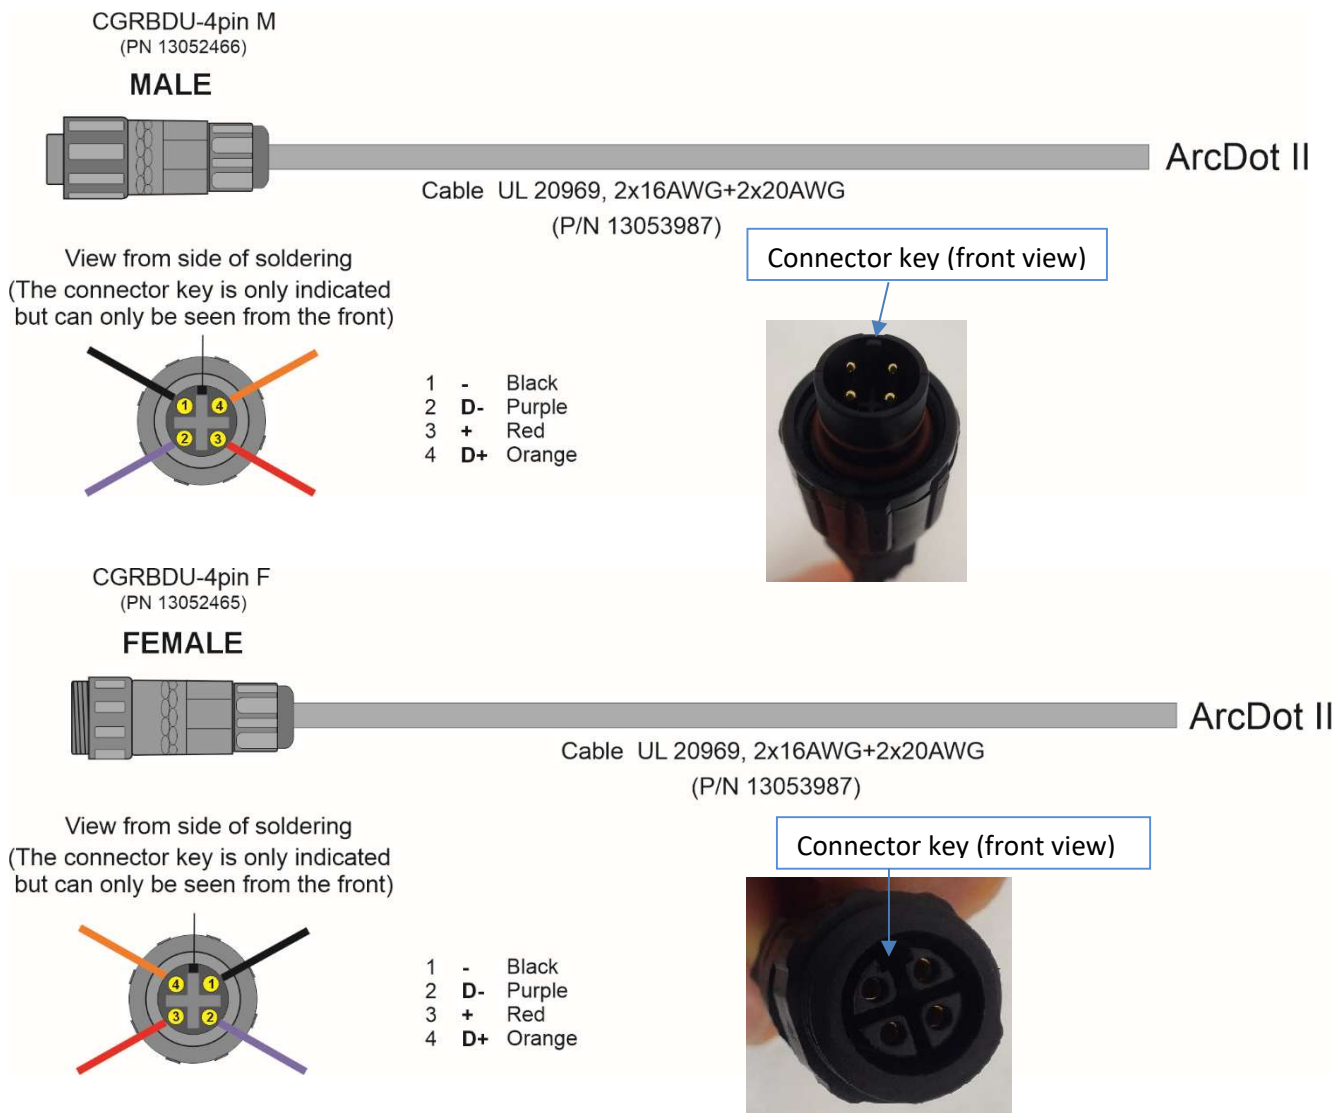 CGRBDU-4pin M
(PN 13052466)
MALE
ArcDot II
Cable UL 20969, 2x16AWG+2x20AWG
(P/N 13053987)
View from side of soldering
(The connector key is only indicated
but can only be seen from the front)
Connector key (front view)
1 4
2 3
1 - Black
2 D- Purple
3 + Red
4 D+ Orange
CGRBDU-4pin F
(PN 13052465)
FEMALE
ArcDot II
Cable UL 20969, 2x16AWG+2x20AWG
(P/N 13053987)
View from side of soldering
(The connector key is only indicated
but can only be seen from the front)
Connector key (front view)
4 1
3 2
1 - Black
2 D- Purple
3 + Red
4 D+ Orange